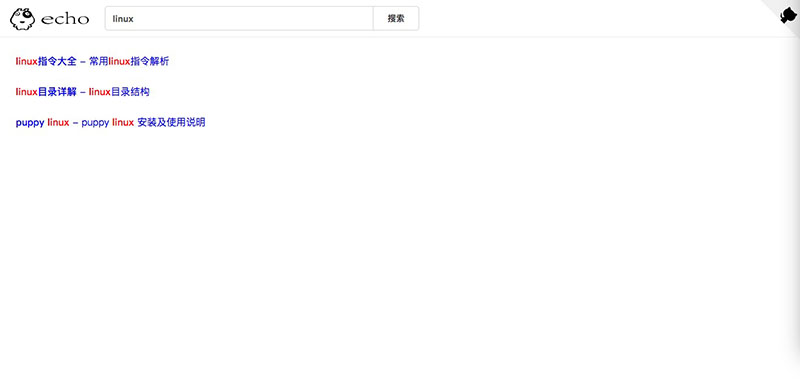 echo linux 搜索
linux指令大全 – 常用linux指令解析
linux目录详解 – linux目录结构
puppy linux – puppy linux 安装及使用说明